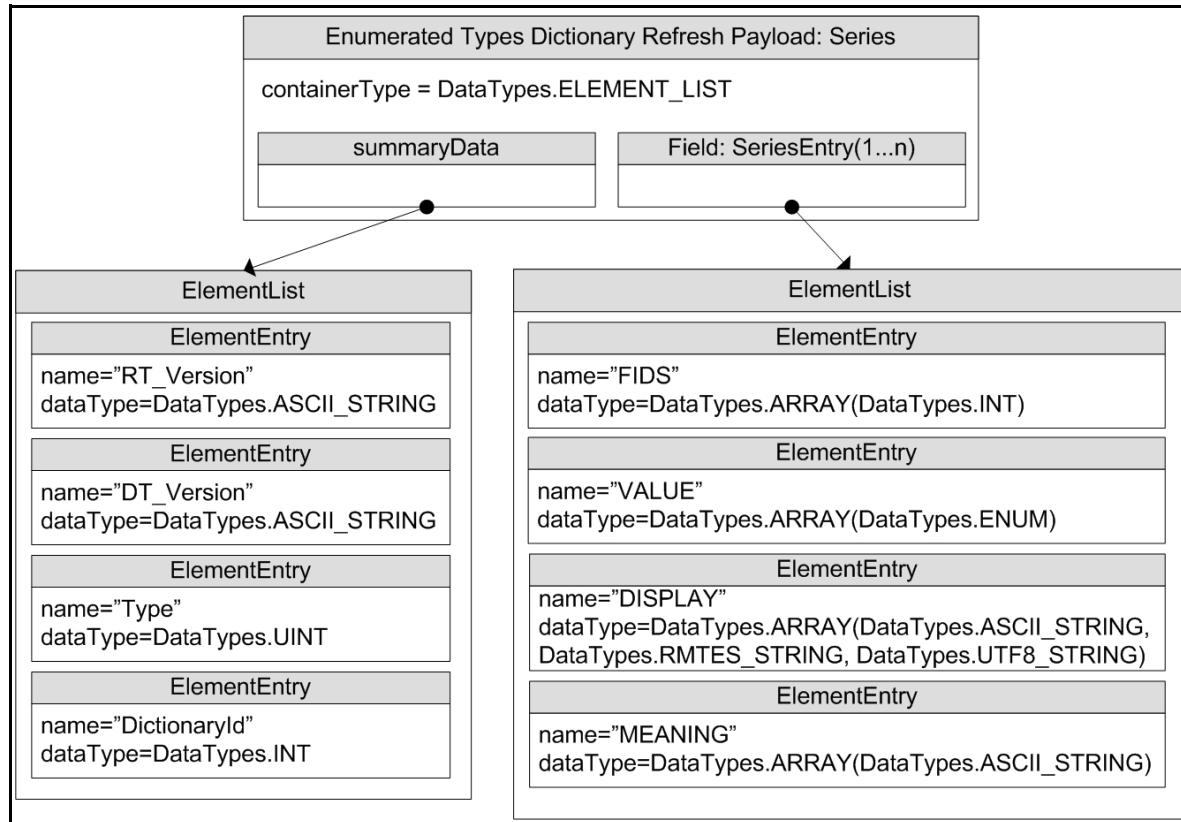 Enumerated Types Dictionary Refresh Payload: Series
containerType = DataTypes.ELEMENT_LIST
summaryData
Field: SeriesEntry(1...n)
ElementList
ElementEntry
name=”RT_Version”
dataType=DataTypes.ASCII_STRING
ElementEntry
name=”DT_Version”
dataType=DataTypes.ASCII_STRING
ElementEntry
name=”Type”
dataType=DataTypes.UINT
ElementEntry
name=”DictionaryId”
dataType=DataTypes.INT
ElementList
ElementEntry
name=”FIDS”
dataType=DataTypes.ARRAY(DataTypes.INT)
ElementEntry
name=”VALUE”
dataType=DataTypes.ARRAY(DataTypes.ENUM)
ElementEntry
name=”DISPLAY”
dataType=DataTypes.ARRAY(DataTypes.ASCII_STRING,
DataTypes.RMTES_STRING, DataTypes.UTF8_STRING)
ElementEntry
name=”MEANING”
dataType=DataTypes.ARRAY(DataTypes.ASCII_STRING)